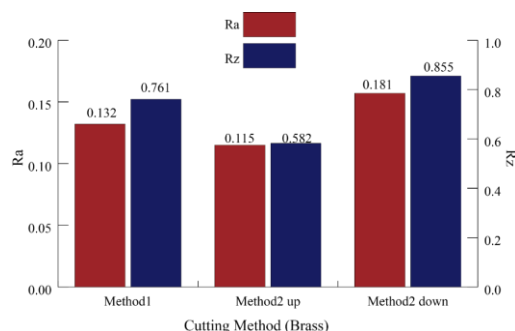 Ra
Rz
0.20
0.15
0.10
0.05
0.00
Ra
1.0
0.8
0.6
0.4
0.2
0.0
Rz
0.132
0.761
0.115
0.582
0.181
0.855
Method1
Method2 up
Method2 down
Cutting Method (Brass)